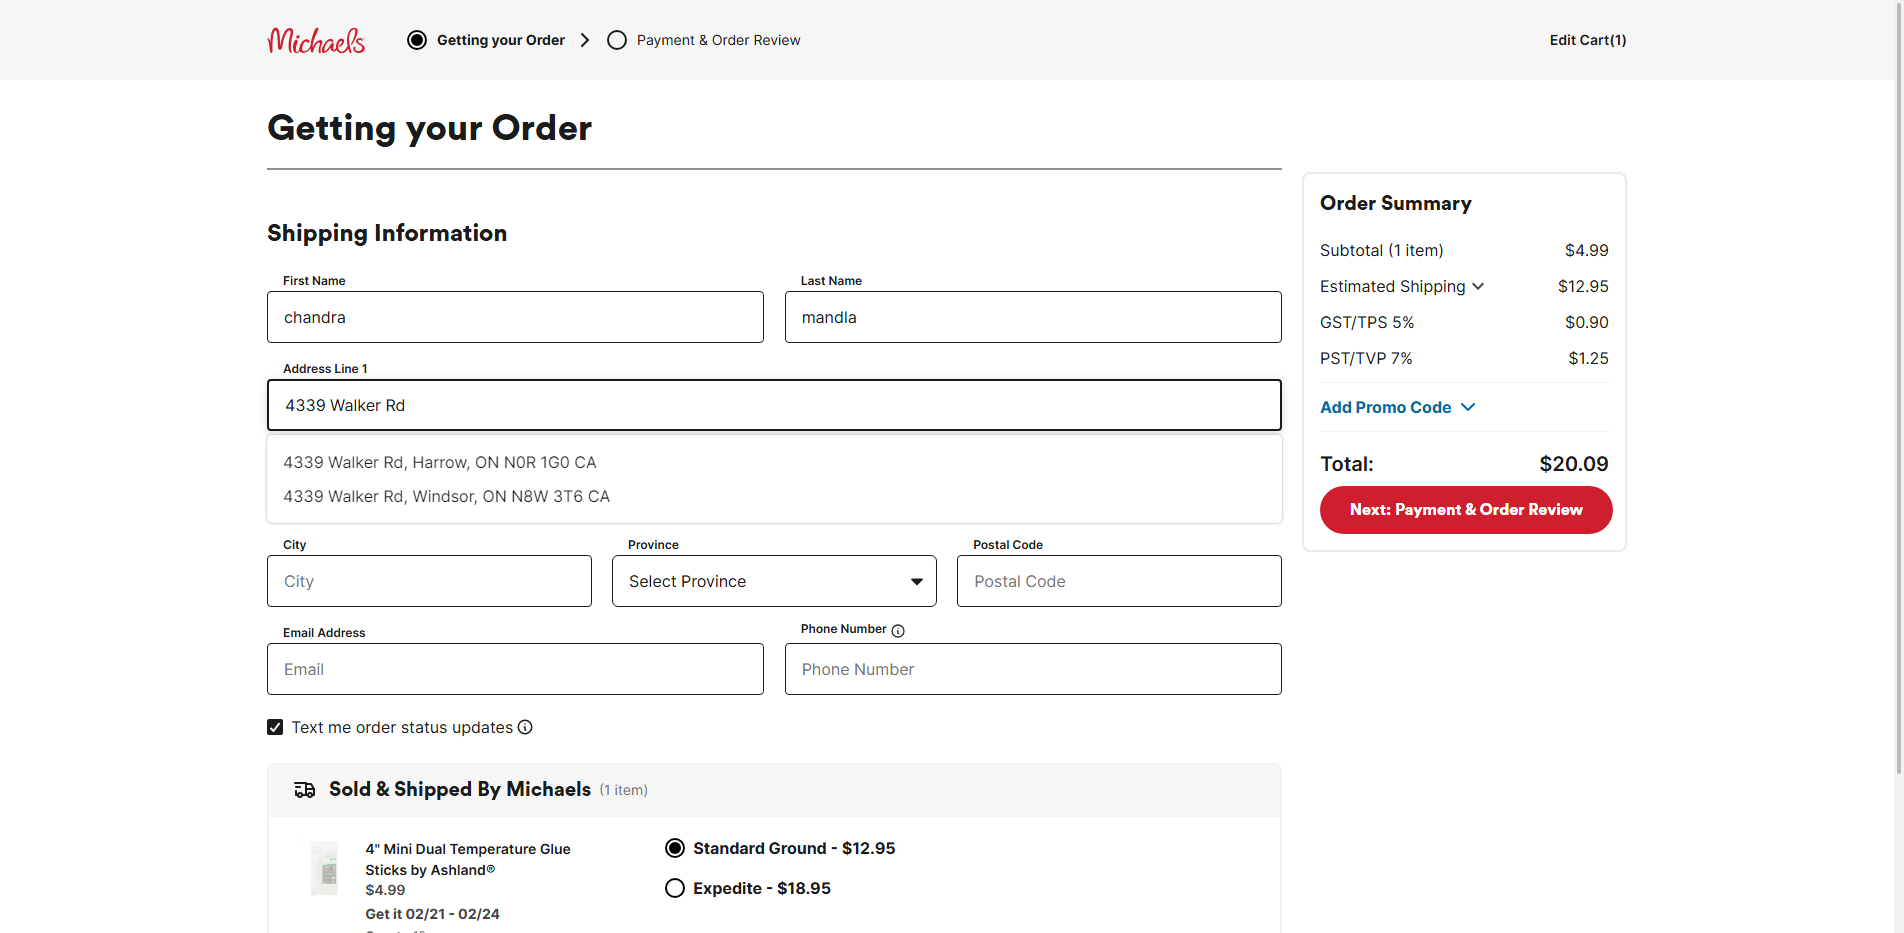 Michaels
Getting your Order
Payment & Order Review
Edit Cart(1)
Getting your Order
Shipping Information
First Name
Last Name
chandra
mandla
Address Line 1
4339 Walker Rd
4339 Walker Rd, Harrow, ON N0R 1G0 CA
4339 Walker Rd, Windsor, ON N8W 3T6 CA
City
Province
Postal Code
City
Select Province
Postal Code
Email Address
Phone Number
Email
Phone Number
Text me order status updates
Sold & Shipped By Michaels (1 item)
4" Mini Dual Temperature Glue
Sticks by Ashland®
$4.99
Get it 02/21 - 02/24
Standard Ground - $12.95
Expedite - $18.95
Order Summary
Subtotal (1 item) $4.99
Estimated Shipping $12.95
GST/TPS 5% $0.90
PST/TVP 7% $1.25
Add Promo Code
Total: $20.09
Next: Payment & Order Review